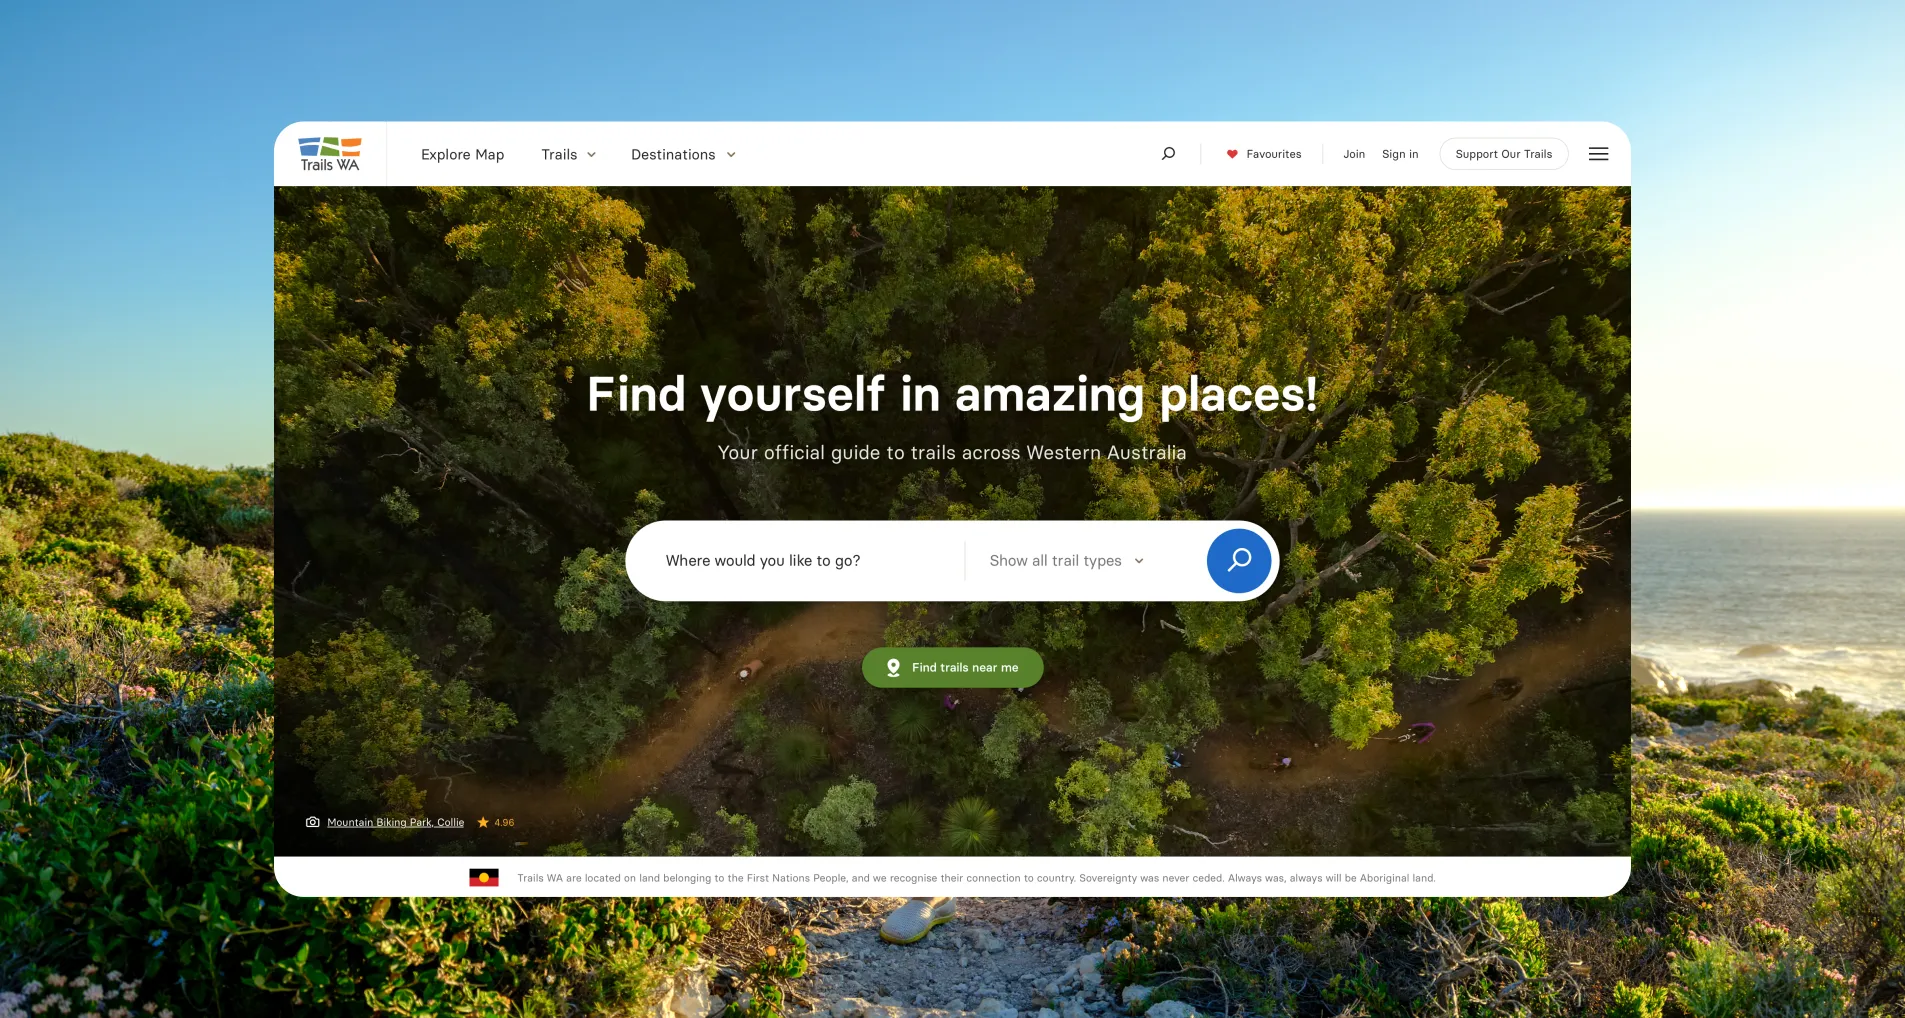 Trails WA
Explore Map
Trails
Destinations
Favourites
Join
Sign in
Support Our Trails
Find yourself in amazing places!
Your official guide to trails across Western Australia
Where would you like to go?
Show all trail types
Find trails near me
Mountain Biking Park, Collie
4.96
Trails WA are located on land belonging to the First Nations People, and we recognise their connection to country. Sovereignty was never ceded. Always was, always will be Aboriginal land.